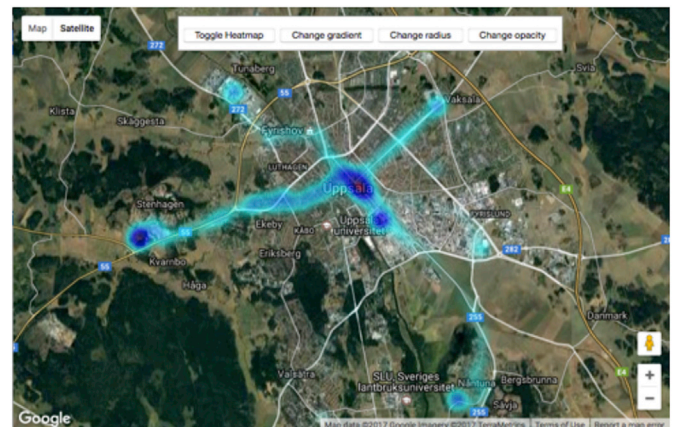 Map Satellite
Toggle Heatmap Change gradient Change radius Change opacity
272
Tunaberg
Svia
55
Klista
272
Vaksala
Skäggesta
Fyrishov
LUTHAGEN
E4
Uppsala
Stenhagen
FYRISLUND
Uppsal
universitet
55
Ekeby
KÅBO
282
Eriksberg
Kvarnbo
55
Håga
Danmark
255
Valsätra
SLU, Sveriges
lantbruksuniversitet
Nåntuna
Bergsbrunna
E4
Sävja
255
Google
Map data ©2017 Google Imagery ©2017 TerraMetrics Terms of Use Report a map error